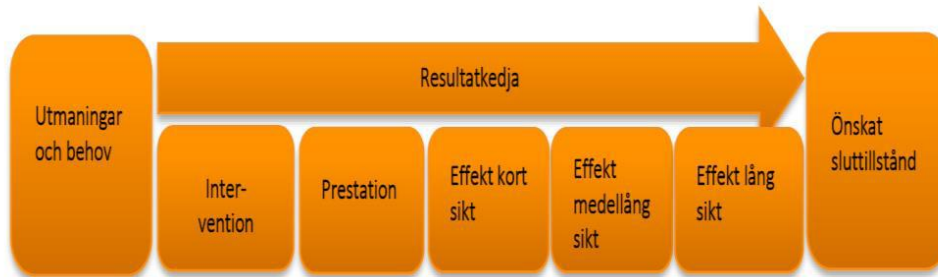 Utmaningar
och behov
Resultatkedja
Inter-
vention
Prestation
Effekt kort
sikt
Effekt
medellång
sikt
Effekt lång
sikt
Önskat
sluttillstånd